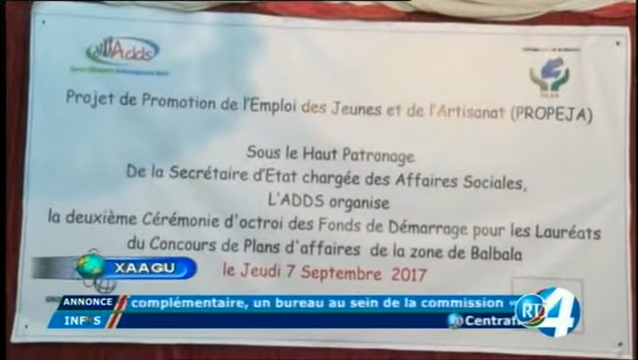 Adds
Projet de Promotion de l'Emploi des Jeunes et de l'Artisanat (PROPEJA)
Sous le Haut Patronage
De la Secrétaire d'Etat chargée des Affaires Sociales,
L'ADDS organise
la deuxième Cérémonie d'octroi des Fonds de Démarrage pour les Lauréats
du Concours de Plans d'affaires de la zone de Balbala
le Jeudi 7 Septembre 2017
XAAGU
ANNONCE complémentaire, un bureau au sein de la commission
INF S
RTD 4